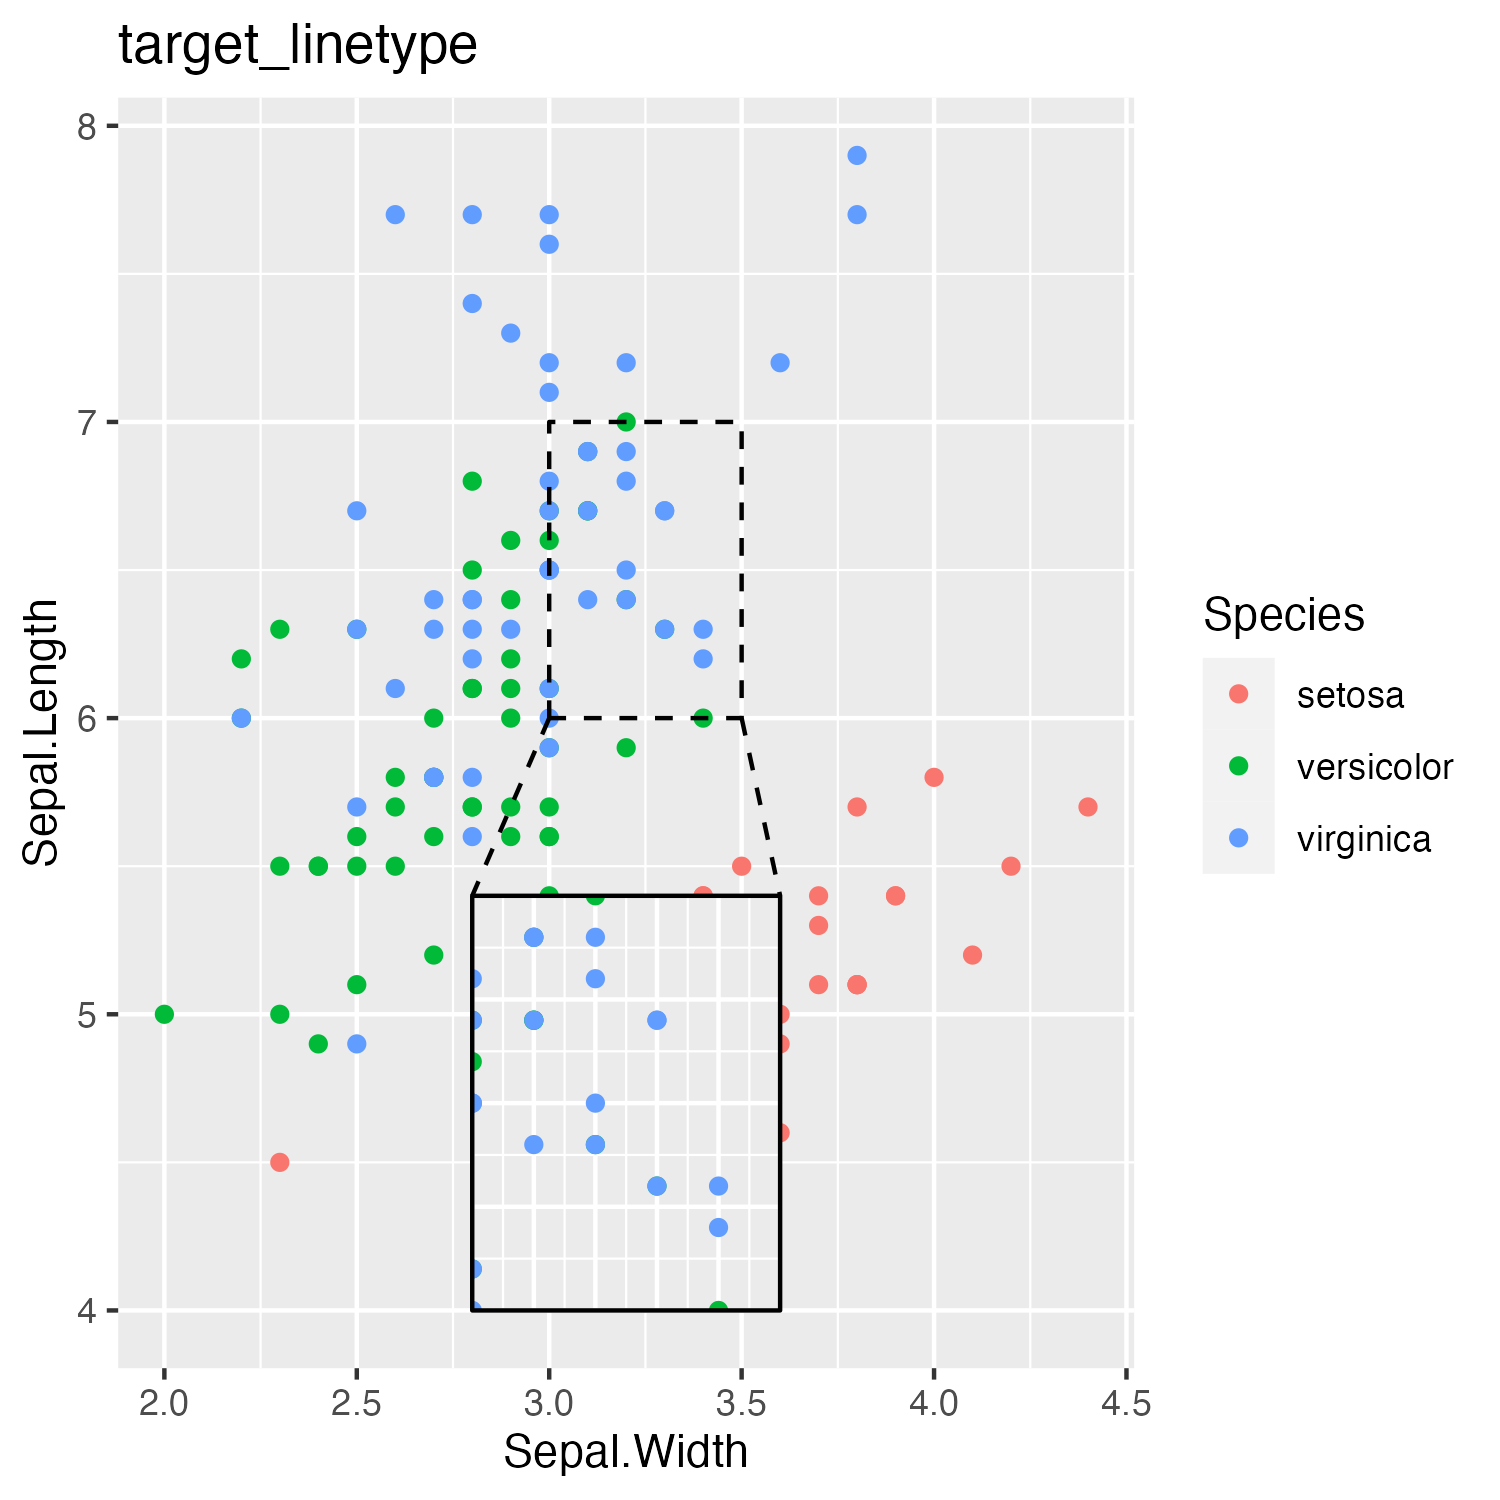 target_linetype
8
7
6
5
4
Sepal.Length
2.0 2.5 3.0 3.5 4.0 4.5
Sepal.Width
Species
setosa
versicolor
virginica